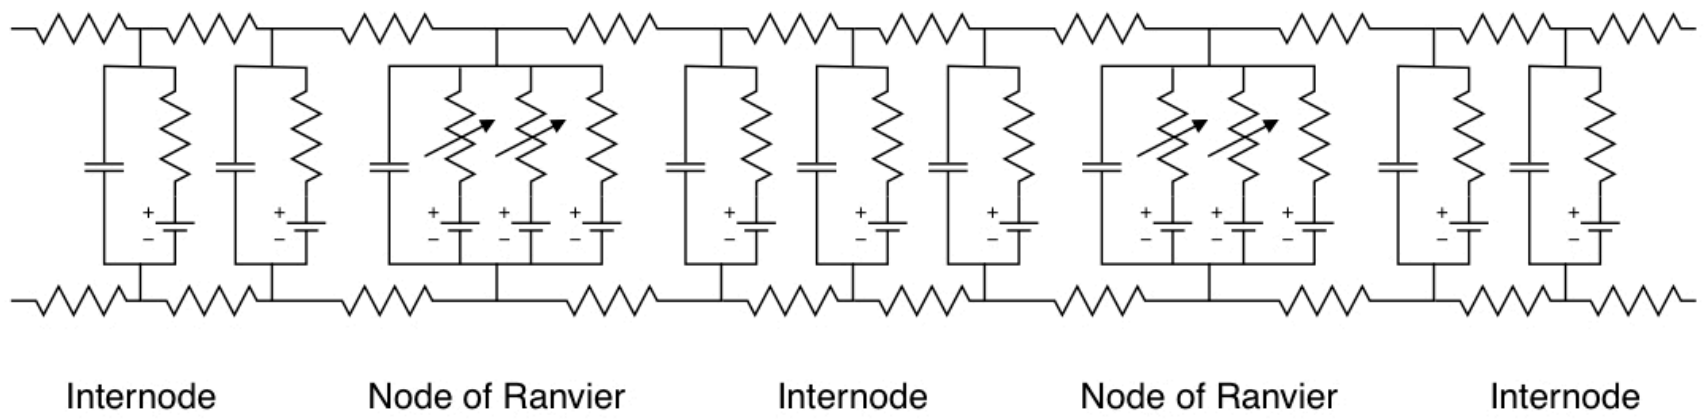 + + + + + + + + + + + + +
− − − − − − − − − − − − −
Internode Node of Ranvier Internode Node of Ranvier Internode